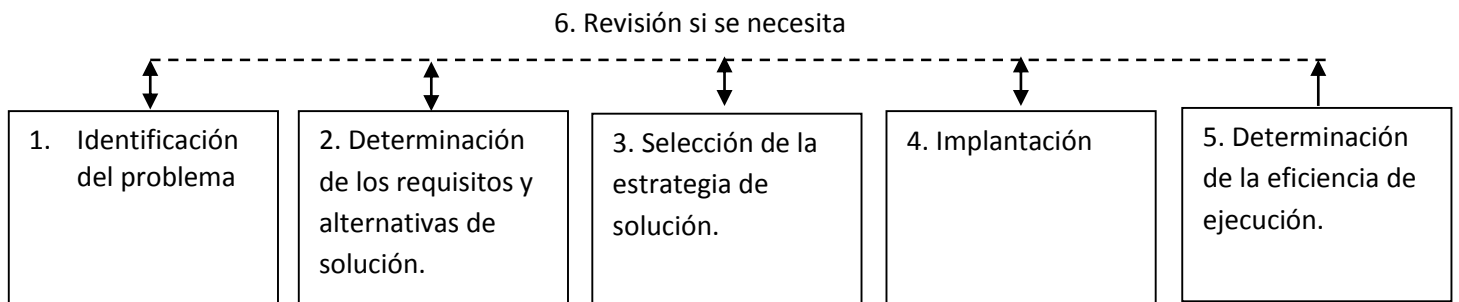 6. Revisión si se necesita
1. Identificación
del problema
2. Determinación
de los requisitos y
alternativas de
solución.
3. Selección de la
estrategia de
solución.
4. Implantación
5. Determinación
de la eficiencia de
ejecución.